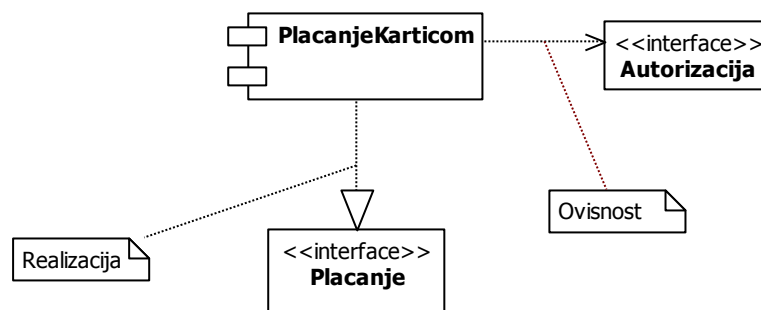 PlacanjeKarticom
<<interface>>
Autorizacija
Ovisnost
Realizacija
<<interface>>
Placanje